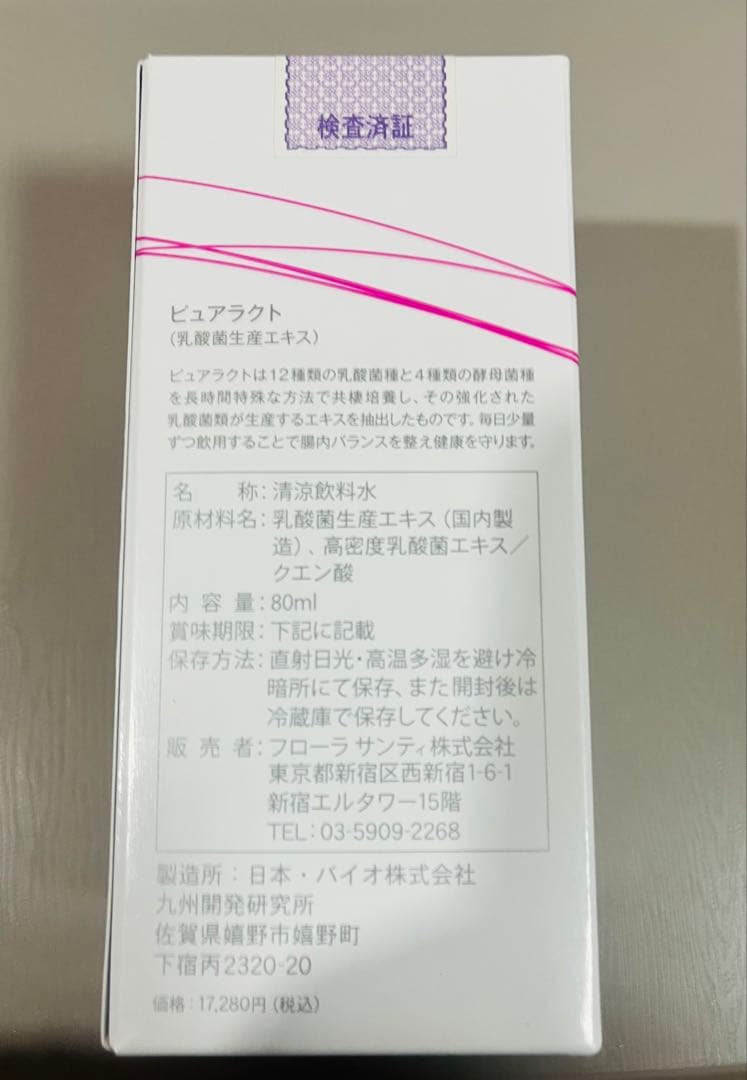 検査済証
ピュアラクト
（乳酸菌生産エキス）
ピュアラクトは12種類の乳酸菌種と4種類の酵母菌種
を長時間特殊な方法で共棲培養し、その強化された
乳酸菌類が生産するエキスを抽出したものです。毎日少量
ずつ飲用することで腸内バランスを整え健康を守ります。
名　　称：清涼飲料水
原材料名：乳酸菌生産エキス（国内製
造）、高密度乳酸菌エキス／
クエン酸
内 容 量：80ml
賞味期限：下記に記載
保存方法：直射日光・高温多湿を避け冷
暗所にて保存、また開封後は
冷蔵庫で保存してください。
販 売 者：フローラ サンティ株式会社
東京都新宿区西新宿1-6-1
新宿エルタワー15階
TEL：03-5909-2268
製造所：日本・バイオ株式会社
九州開発研究所
佐賀県嬉野市嬉野町
下宿丙2320-20
価格：17,280円（税込）